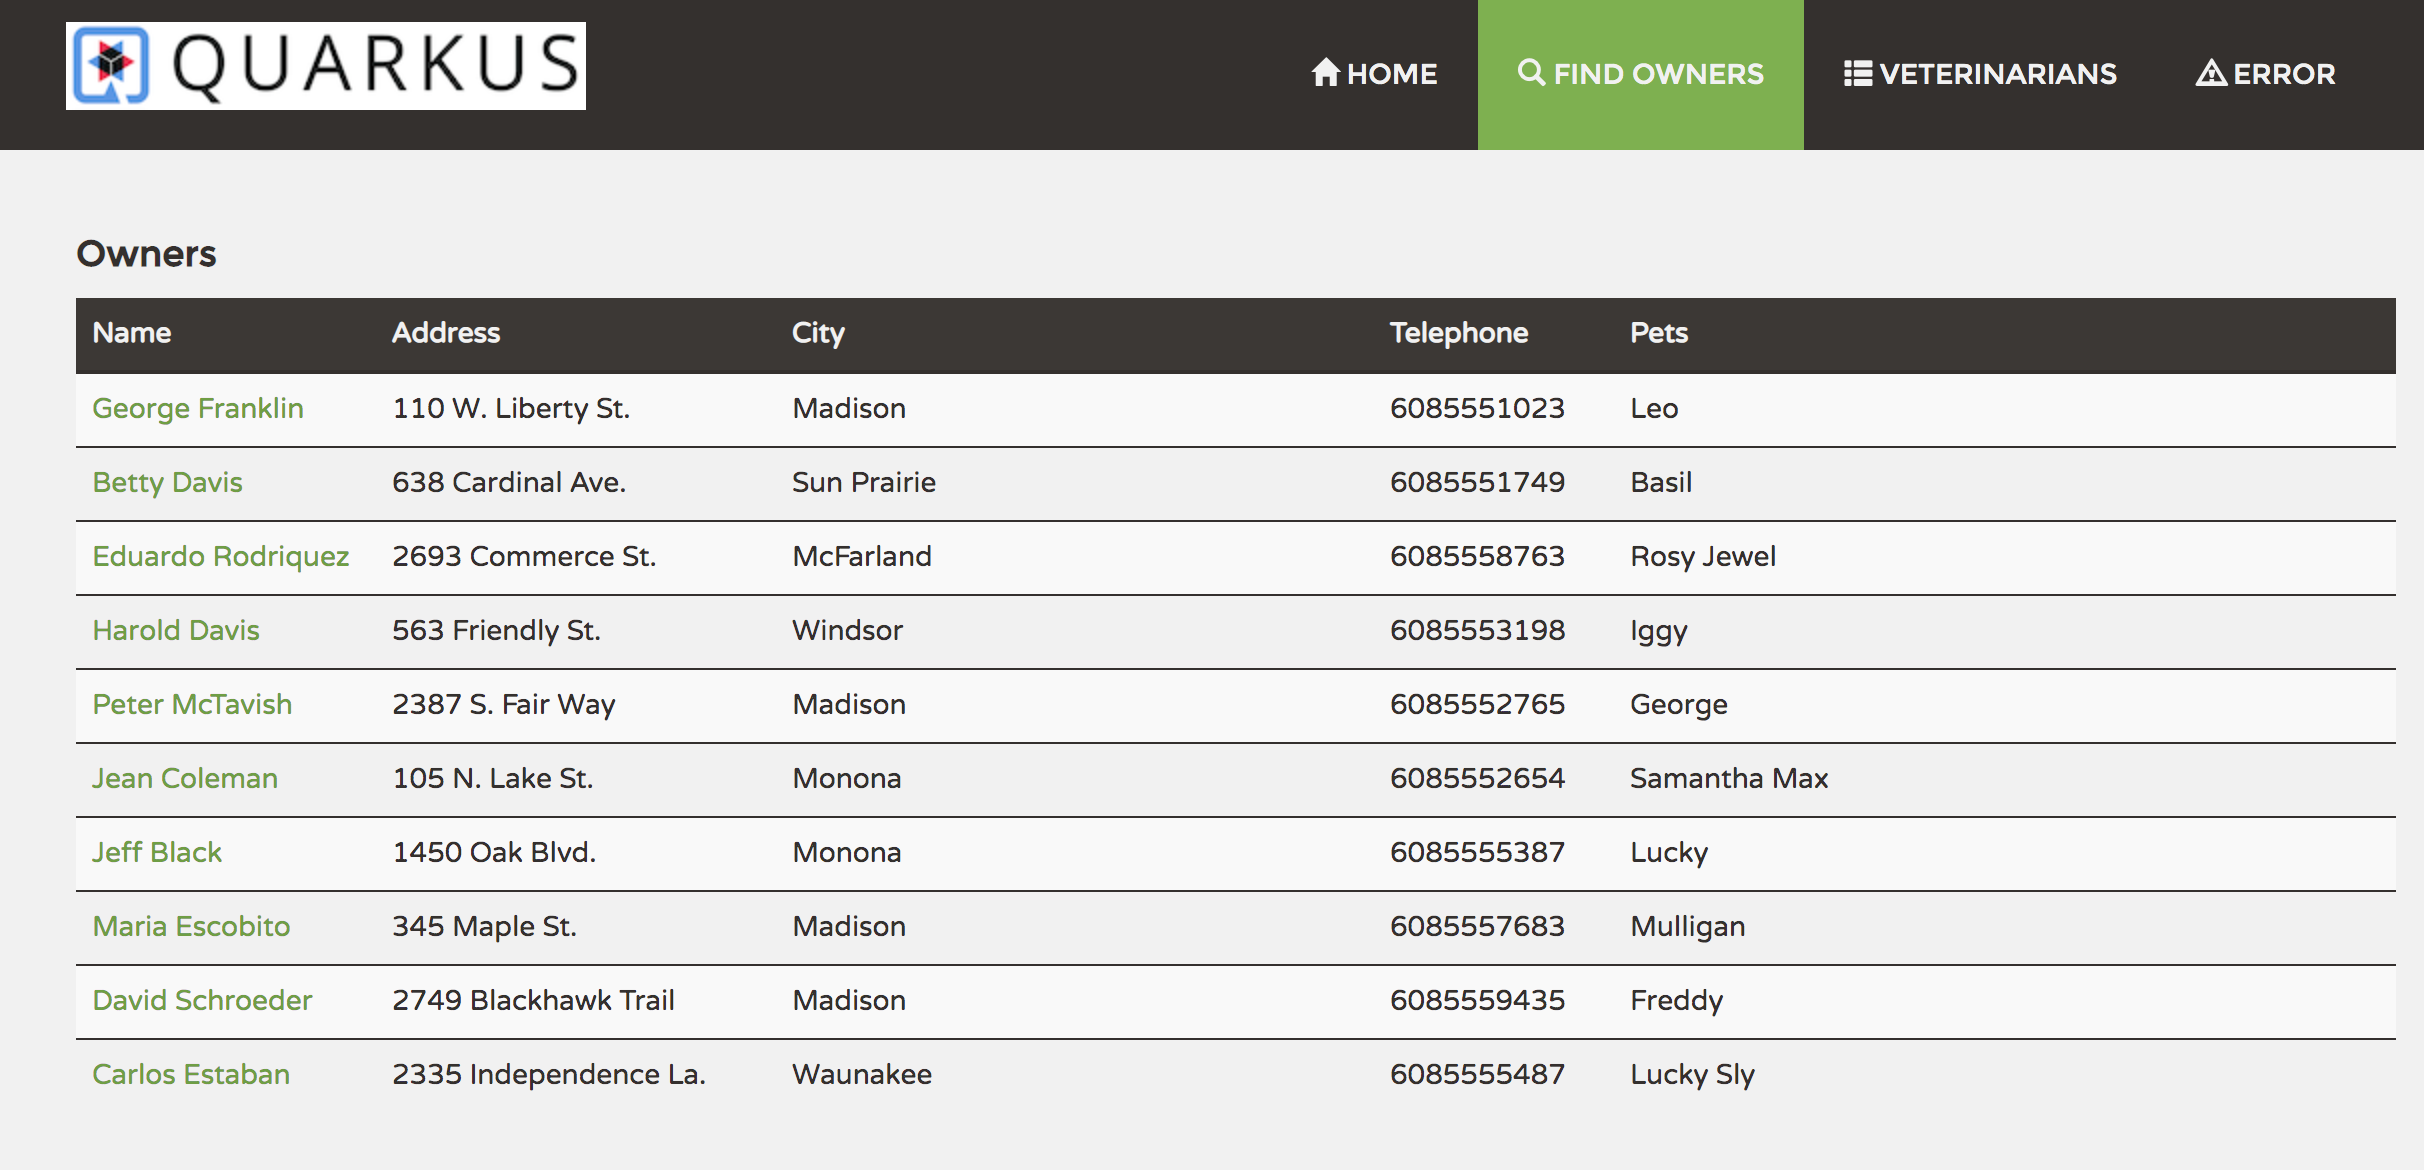 QUARKUS
HOME FIND OWNERS VETERINARIANS ERROR
Owners
Name Address City Telephone Pets
George Franklin 110 W. Liberty St. Madison 6085551023 Leo
Betty Davis 638 Cardinal Ave. Sun Prairie 6085551749 Basil
Eduardo Rodriquez 2693 Commerce St. McFarland 6085558763 Rosy Jewel
Harold Davis 563 Friendly St. Windsor 6085553198 Iggy
Peter McTavish 2387 S. Fair Way Madison 6085552765 George
Jean Coleman 105 N. Lake St. Monona 6085552654 Samantha Max
Jeff Black 1450 Oak Blvd. Monona 6085555387 Lucky
Maria Escobito 345 Maple St. Madison 6085557683 Mulligan
David Schroeder 2749 Blackhawk Trail Madison 6085559435 Freddy
Carlos Estaban 2335 Independence La. Waunakee 6085555487 Lucky Sly